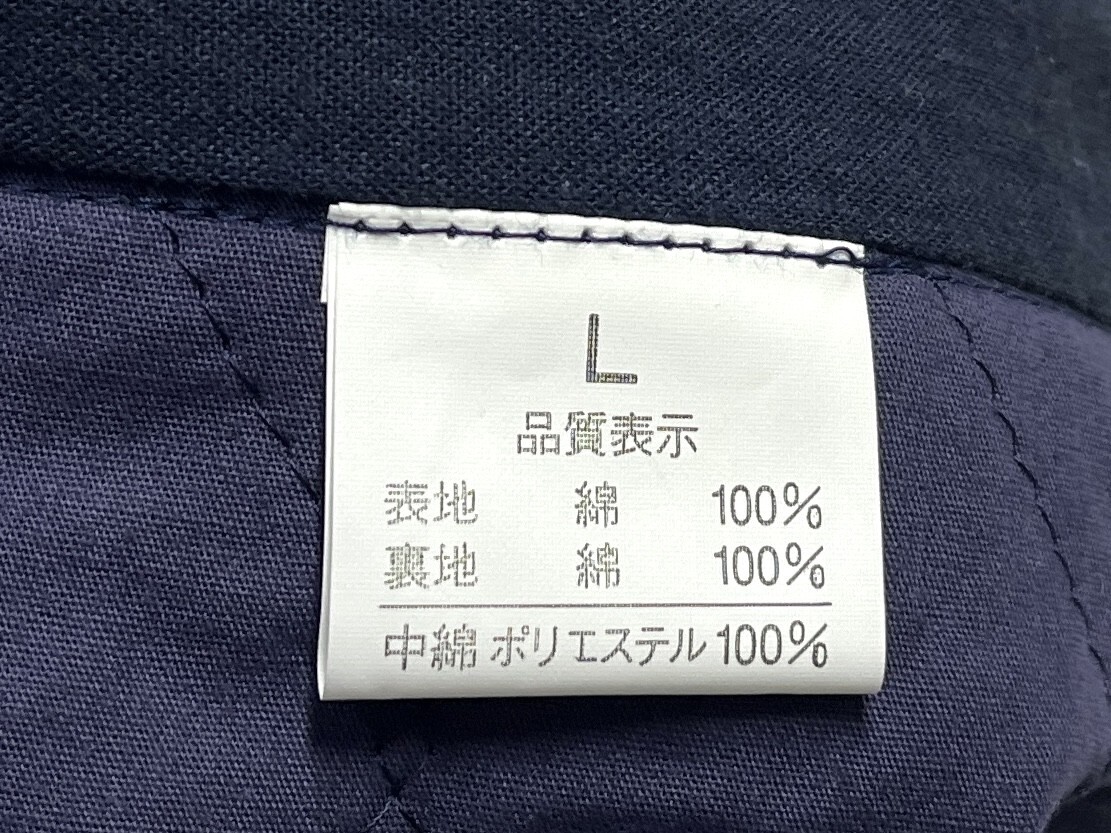 L
品質表示
表地 綿 100%
裏地 綿 100%
中綿 ポリエステル 100%